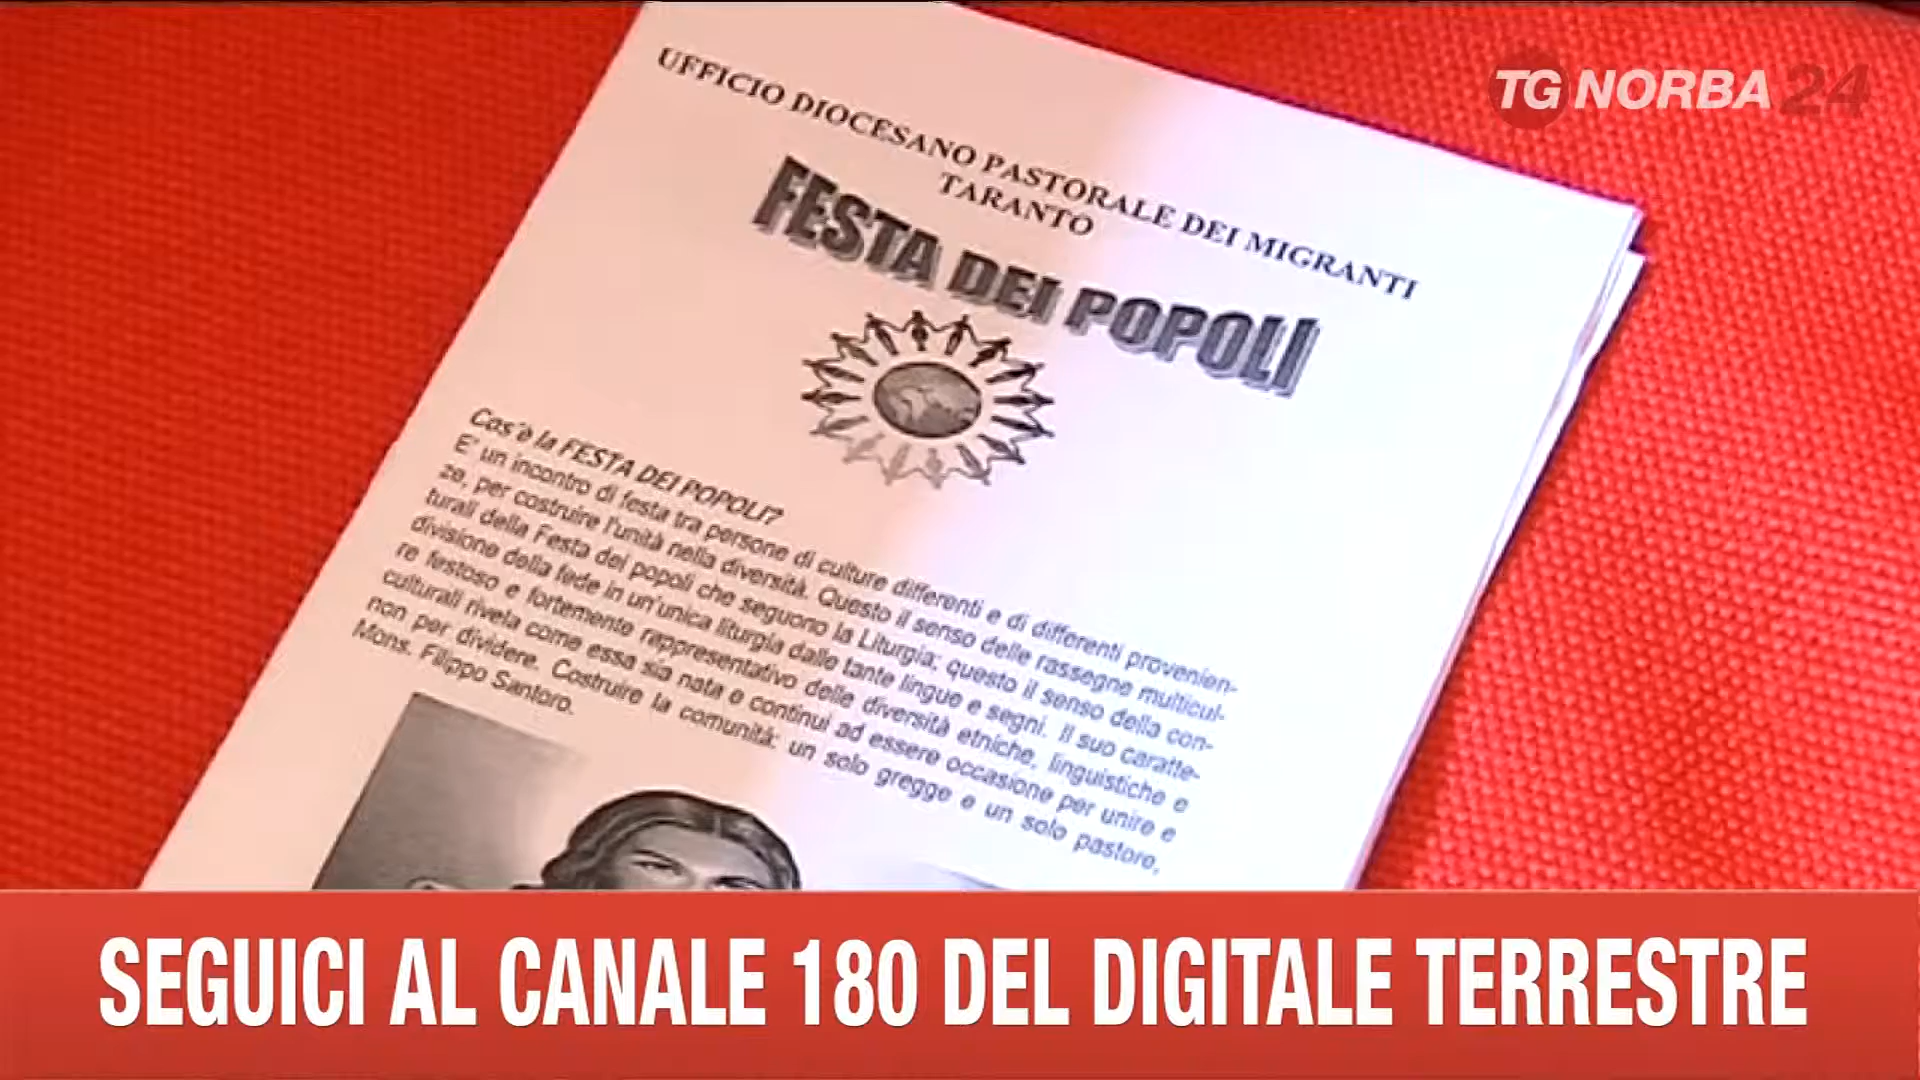 TG NORBA 24
UFFICIO DIOCESANO PASTORALE DEI MIGRANTI
TARANTO
FESTA DEI POPOLI
Cos'è la FESTA DEI POPOLI?
E' un incontro di festa tra persone di culture differenti e di differenti provenien-
ze, per costruire l'unità nella diversità. Questo il senso delle rassegne multicul-
turali della Festa dei popoli che seguono la Liturgia; questo il senso della con-
divisione della fede in un'unica liturgia dalle tante lingue e segni. Il suo caratte-
re festoso e fortemente rappresentativo delle diversità etniche, linguistiche e
culturali rivela come essa sia nata e continui ad essere occasione per unire e
non per dividere. Costruire la comunità: un solo gregge e un solo pastore,
Mons. Filippo Santoro.
SEGUICI AL CANALE 180 DEL DIGITALE TERRESTRE